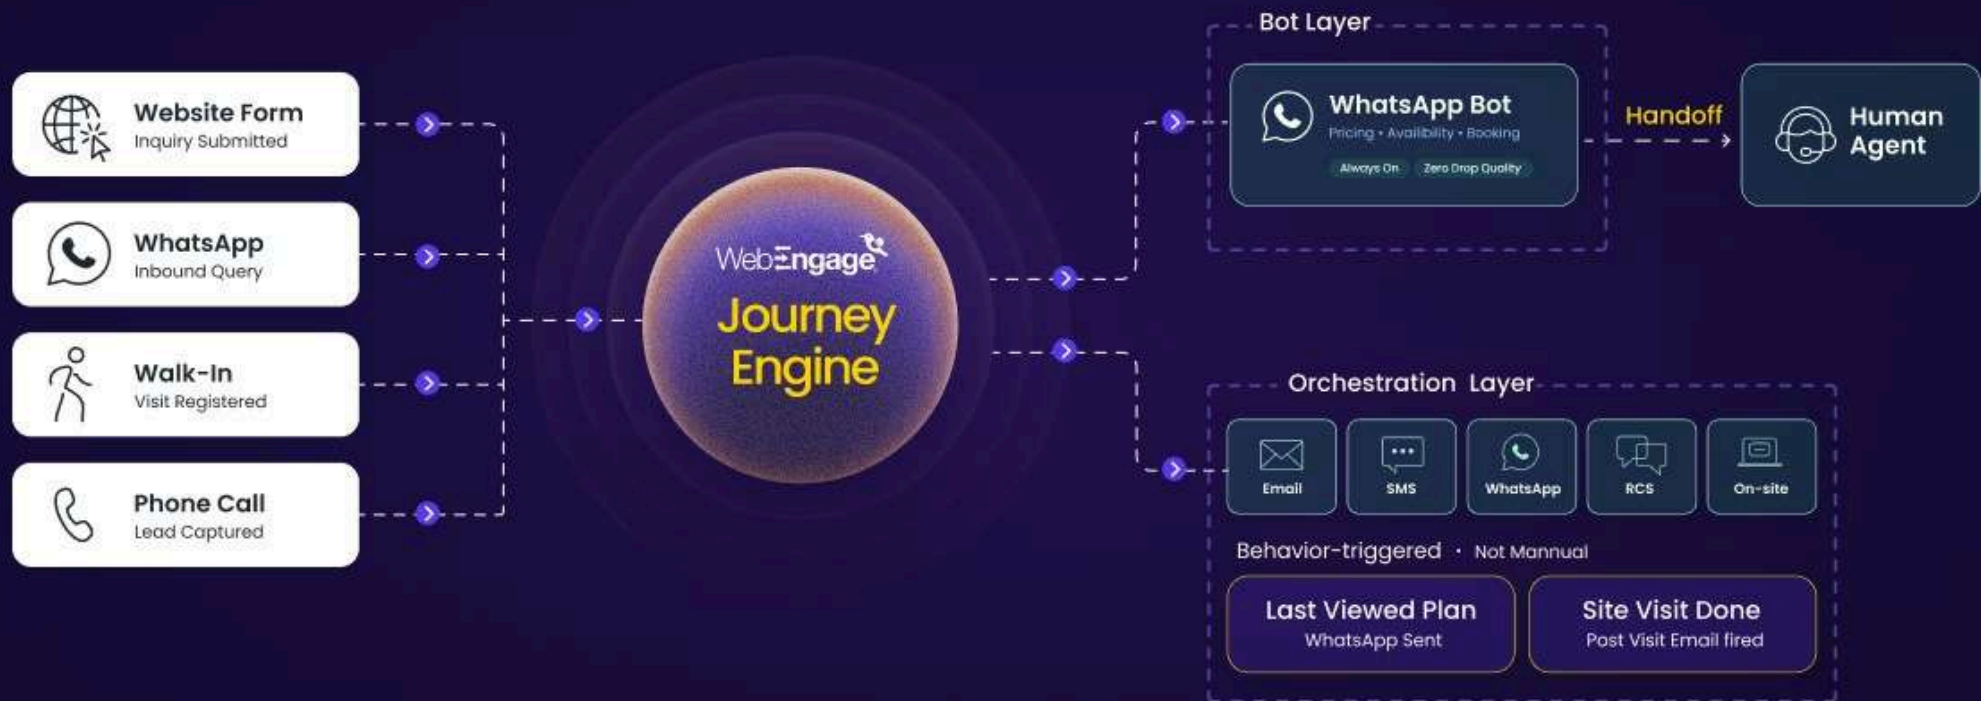 Website Form
Inquiry Submitted
WhatsApp
Inbound Query
Walk-In
Visit Registered
Phone Call
Lead Captured
WebEngage
Journey
Engine
Bot Layer
WhatsApp Bot
Pricing • Availibility • Booking
Always On
Zero Drop Quality
Handoff
Human
Agent
Orchestration Layer
Email
SMS
WhatsApp
RCS
On-site
Behavior-triggered • Not Mannual
Last Viewed Plan
WhatsApp Sent
Site Visit Done
Post Visit Email fired